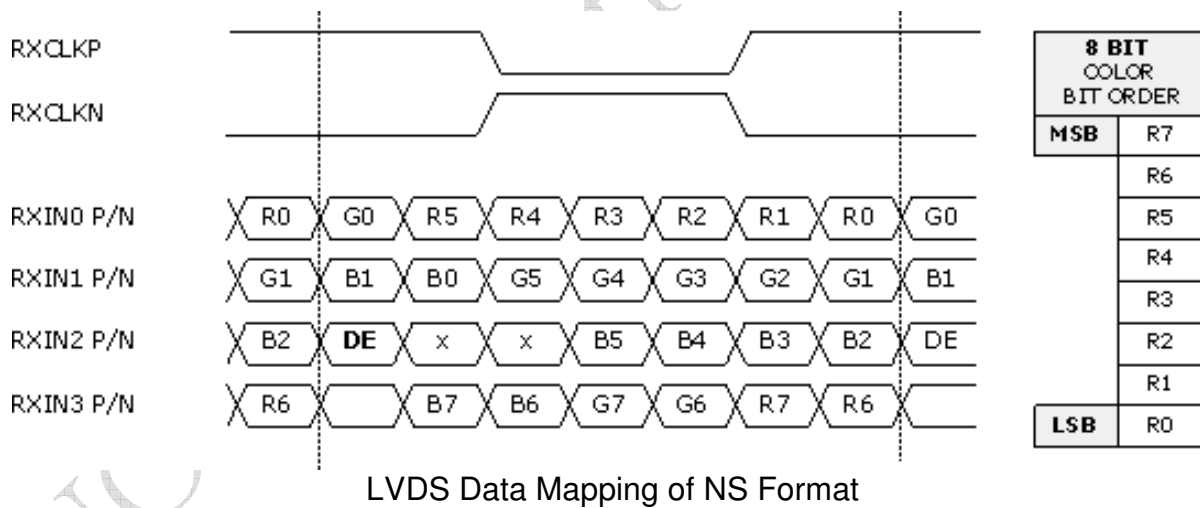 RXCLKP
RXCLKN
RXIN0 P/N R0 G0 R5 R4 R3 R2 R1 R0 G0
RXIN1 P/N G1 B1 B0 G5 G4 G3 G2 G1 B1
RXIN2 P/N B2 DE x x B5 B4 B3 B2 DE
RXIN3 P/N R6 B7 B6 G7 G6 R7 R6
8 BIT
COLOR
BIT ORDER
MSB R7
R6
R5
R4
R3
R2
R1
LSB R0
LVDS Data Mapping of NS Format